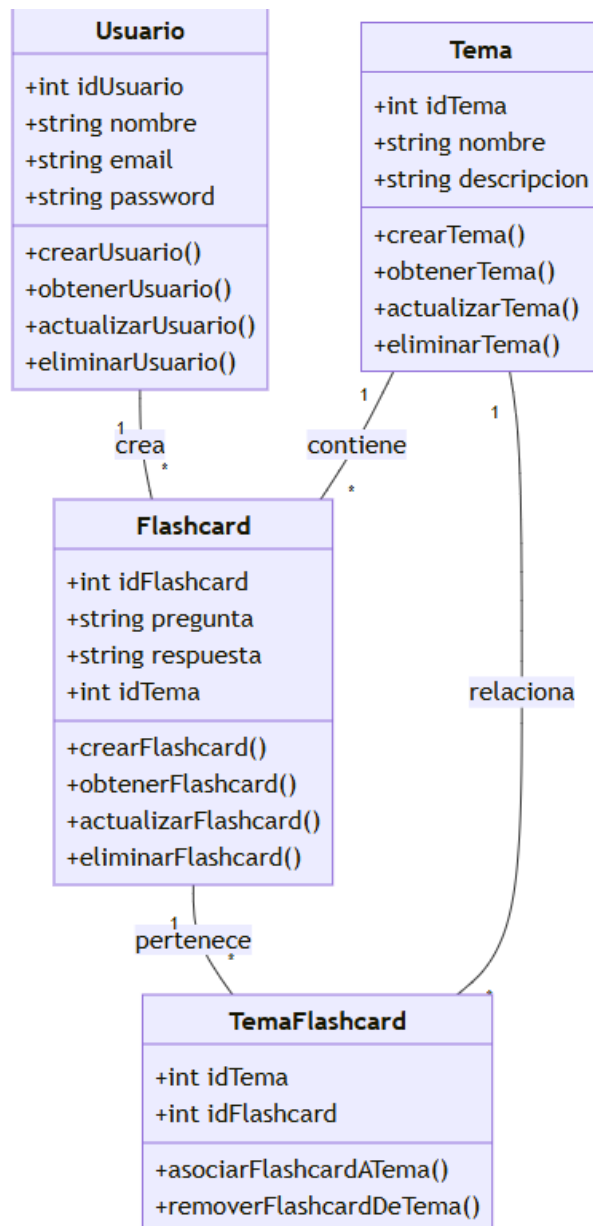 Usuario
+int idUsuario
+string nombre
+string email
+string password
+crearUsuario()
+obtenerUsuario()
+actualizarUsuario()
+eliminarUsuario()
Tema
+int idTema
+string nombre
+string descripcion
+crearTema()
+obtenerTema()
+actualizarTema()
+eliminarTema()
1
crea
*
1
contiene
*
1
relaciona
*
Flashcard
+int idFlashcard
+string pregunta
+string respuesta
+int idTema
+crearFlashcard()
+obtenerFlashcard()
+actualizarFlashcard()
+eliminarFlashcard()
1
pertenece
*
TemaFlashcard
+int idTema
+int idFlashcard
+asociarFlashcardATema()
+removerFlashcardDeTema()